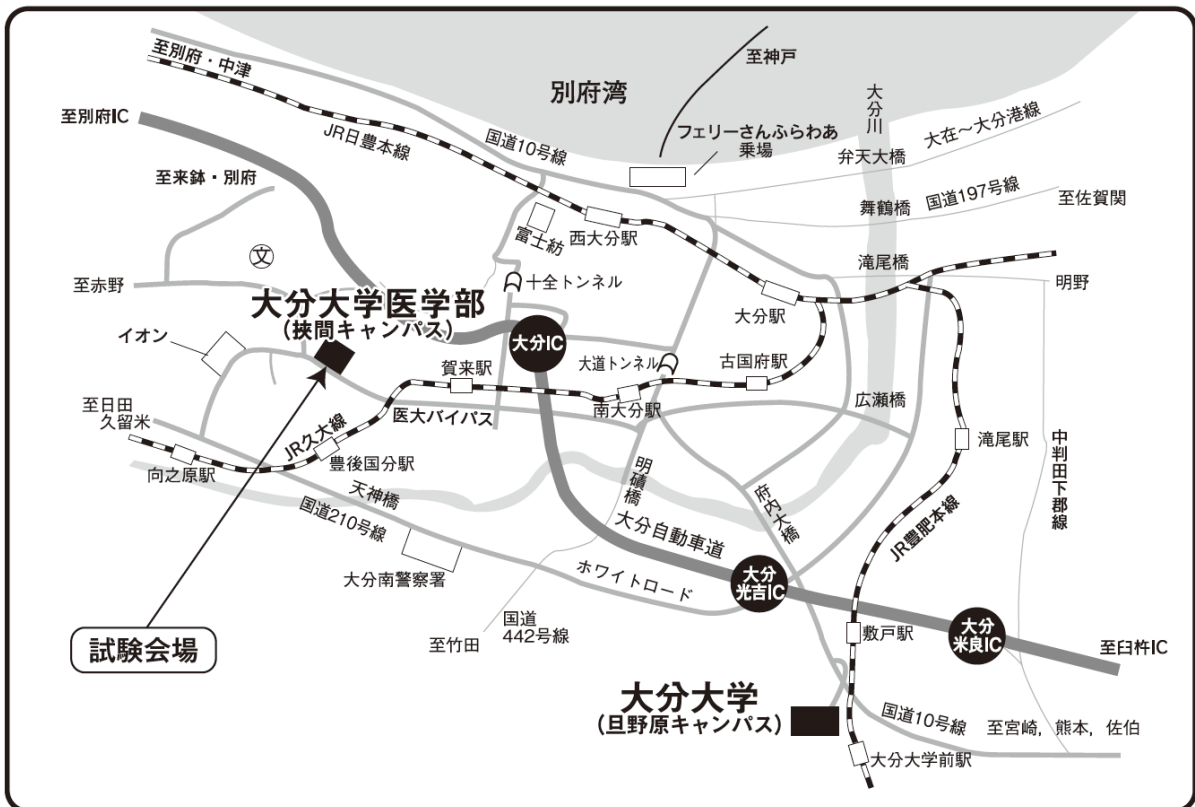 至別府・中津
至神戸
別府湾
大分川
至別府IC
JR日豊本線
国道10号線
フェリーさんふらわあ
乗場
大在～大分港線
弁天大橋
至来鉢・別府
国道197号線
舞鶴橋
至佐賀関
富士紡
西大分駅
文
滝尾橋
至赤野
十全トンネル
明野
大分大学医学部
（挾間キャンパス）
大分駅
イオン
大分IC
大道トンネル
古国府駅
賀来駅
至日田
久留米
医大バイパス
南大分駅
広瀬橋
JR久大線
滝尾駅
向之原駅
豊後国分駅
天神橋
明磧橋
府内大橋
中判田下郡線
国道210号線
大分自動車道
JR豊肥本線
大分南警察署
ホワイトロード
大分
光吉IC
国道
442号線
至竹田
試験会場
敷戸駅
大分
米良IC
至臼杵IC
大分大学
（旦野原キャンパス）
国道10号線
至宮崎，熊本，佐伯
大分大学前駅